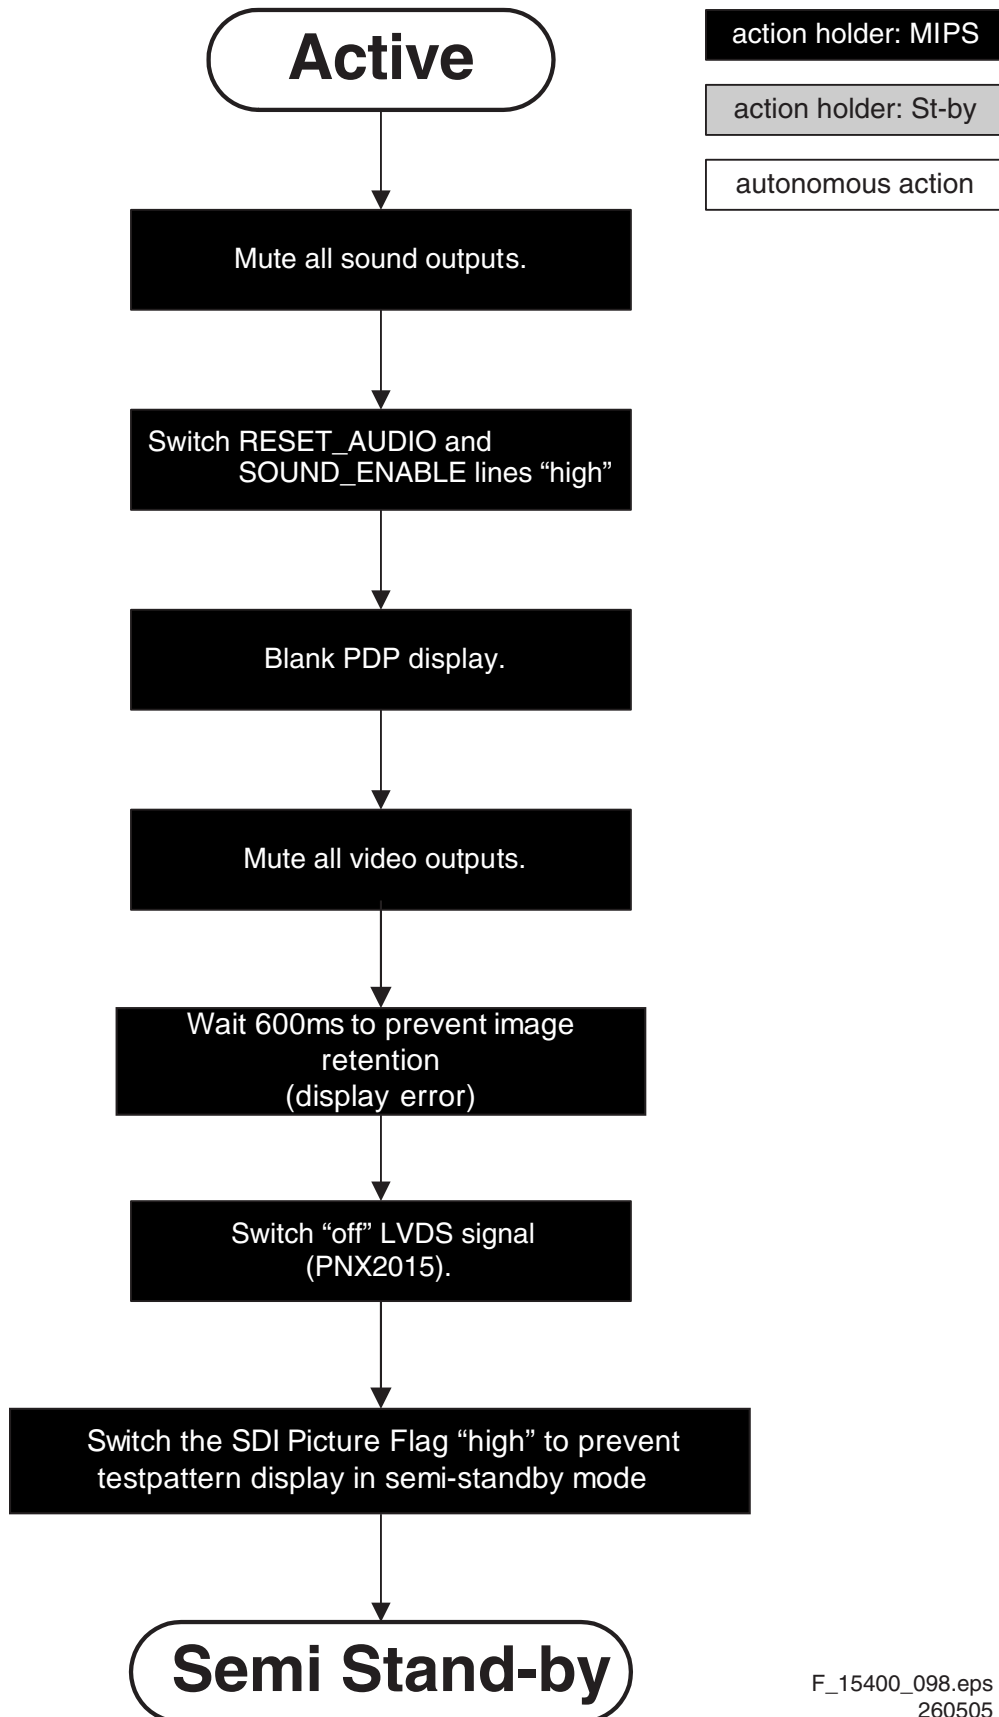 Active
action holder: MIPS
action holder: St-by
autonomous action
Mute all sound outputs.
Switch RESET_AUDIO and
SOUND_ENABLE lines “high”
Blank PDP display.
Mute all video outputs.
Wait 600ms to prevent image
retention
(display error)
Switch “off” LVDS signal
(PNX2015).
Switch the SDI Picture Flag “high” to prevent
testpattern display in semi-standby mode
Semi Stand-by
F_15400_098.eps
260505